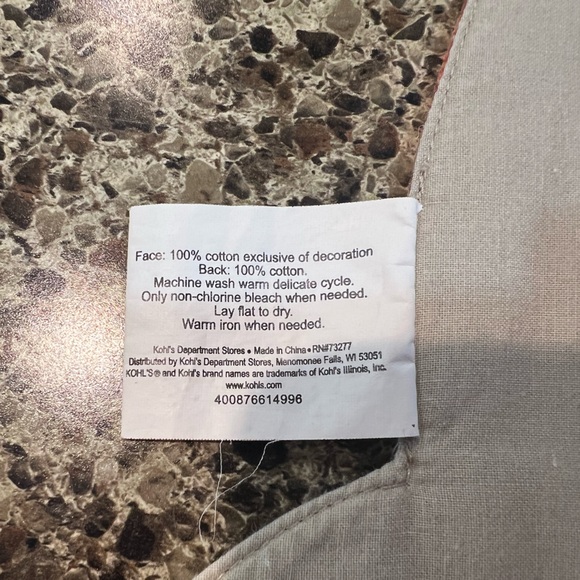 Face: 100% cotton exclusive of decoration
Back: 100% cotton.
Machine wash warm delicate cycle.
Only non-chlorine bleach when needed.
Lay flat to dry.
Warm iron when needed.
Kohl's Department Stores • Made in China • RN#73277
Distributed by Kohl's Department Stores, Menomonee Falls, WI 53051
KOHL'S® and Kohl's brand names are trademarks of Kohl's Illinois, Inc.
www.kohls.com
400876614996